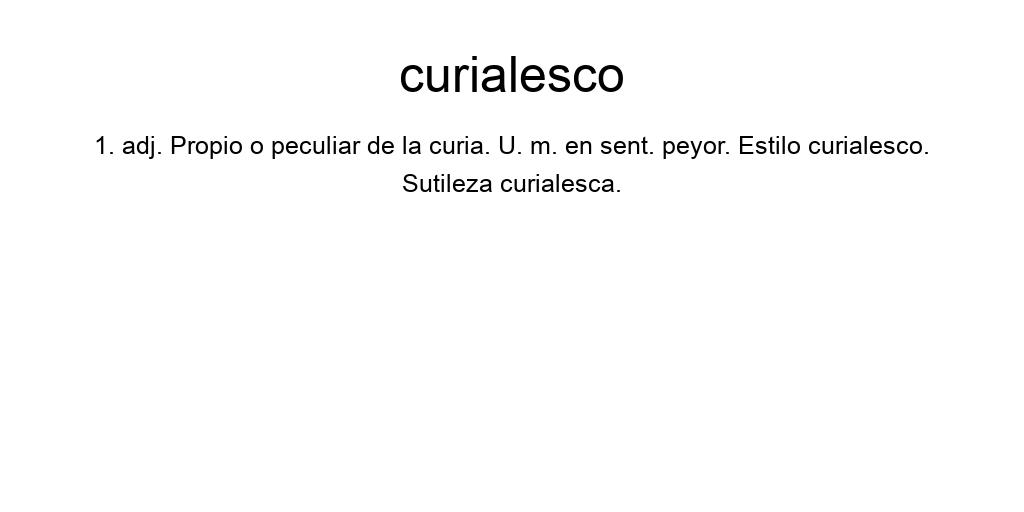 curialesco
1. adj. Propio o peculiar de la curia. U. m. en sent. peyor. Estilo curialesco.
Sutileza curialesca.